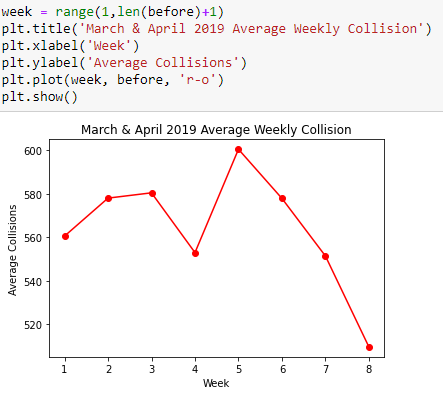 week = range(1,len(before)+1)
plt.title('March & April 2019 Average Weekly Collision')
plt.xlabel('Week')
plt.ylabel('Average Collisions')
plt.plot(week, before, 'r-o')
plt.show()
March & April 2019 Average Weekly Collision
600
580
560
540
520
Average Collisions
1 2 3 4 5 6 7 8
Week